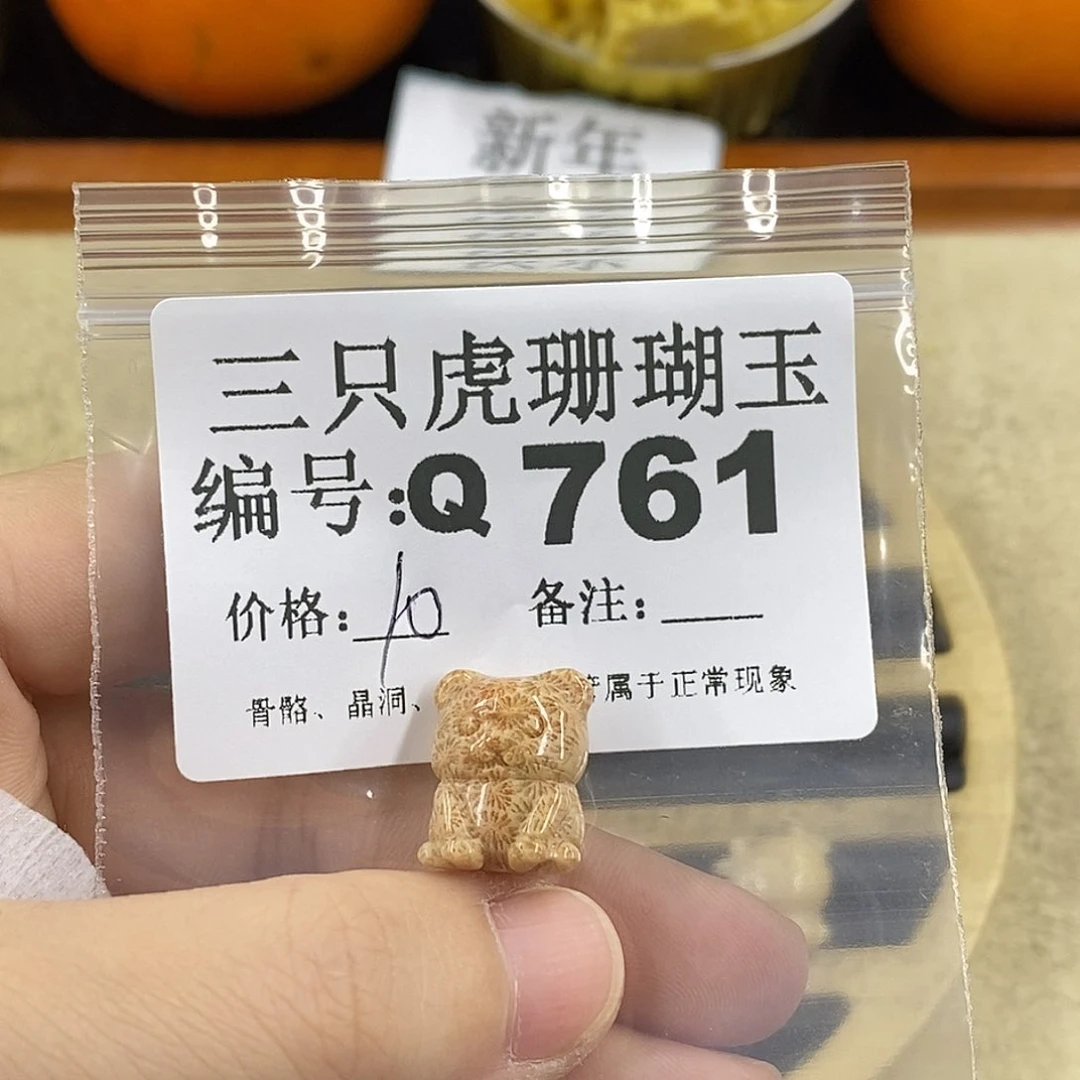 新年
三只虎珊瑚玉
编号:Q 761
价格: 10 备注:
骨骼、晶洞、 等属于正常现象